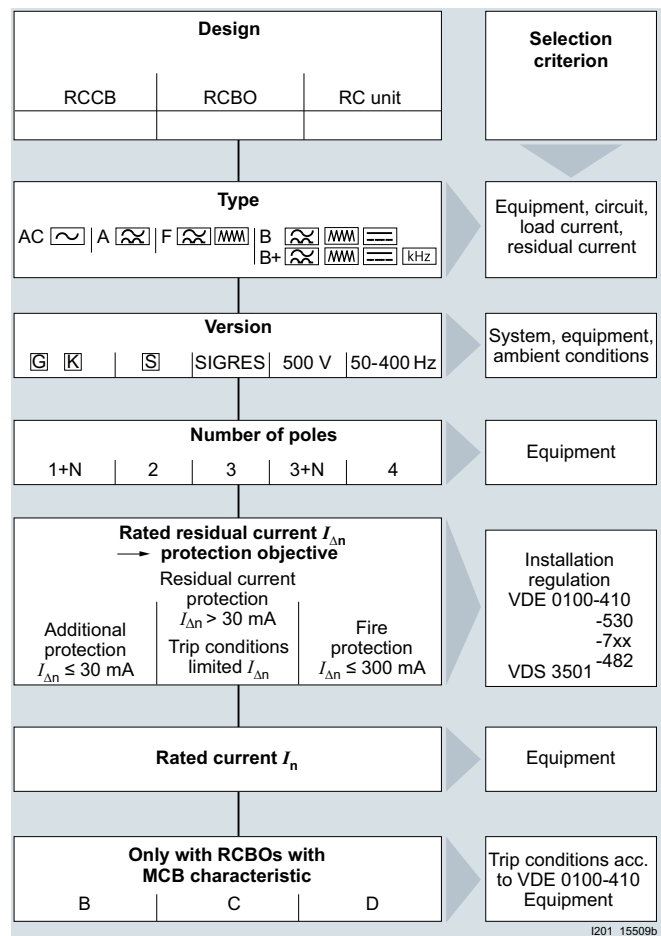 Design
RCCB RCBO RC unit
Selection
criterion
Type
AC A F B
B+ kHz
Equipment, circuit,
load current,
residual current
Version
G K S SIGRES 500 V 50-400 Hz
System, equipment,
ambient conditions
Number of poles
1+N 2 3 3+N 4
Equipment
Rated residual current IΔn
→ protection objective
Additional
protection
IΔn ≤ 30 mA
Residual current
protection
IΔn > 30 mA
Trip conditions
limited IΔn
Fire
protection
IΔn ≤ 300 mA
Installation
regulation
VDE 0100-410
-530
-7xx
-482
VDS 3501
Rated current In
Equipment
Only with RCBOs with
MCB characteristic
B C D
Trip conditions acc.
to VDE 0100-410
Equipment
I201_15509b